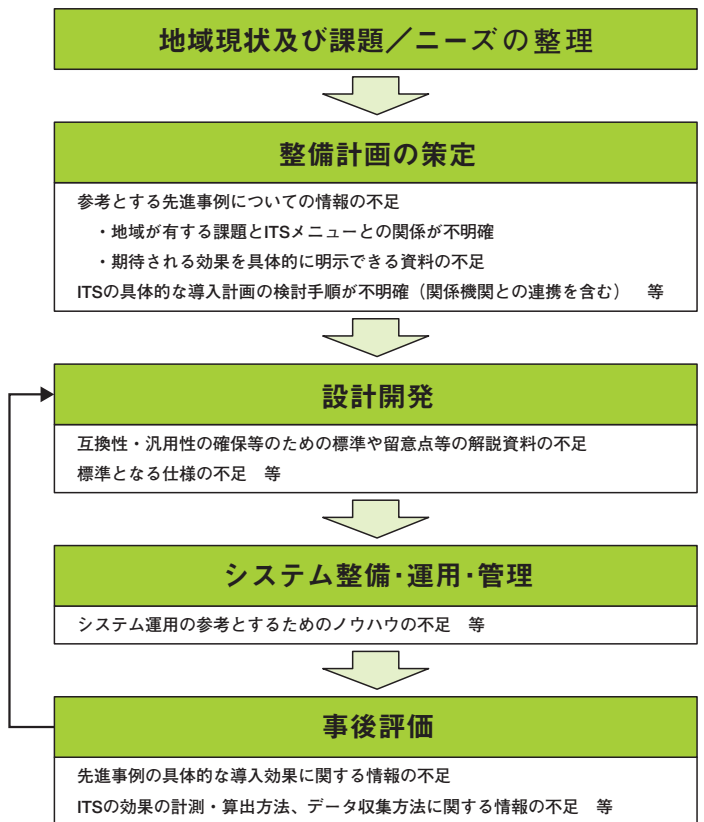 地域現状及び課題／ニーズの整理
整備計画の策定
参考とする先進事例についての情報の不足
・地域が有する課題とITSメニューとの関係が不明確
・期待される効果を具体的に明示できる資料の不足
ITSの具体的な導入計画の検討手順が不明確（関係機関との連携を含む）　等
設計開発
互換性・汎用性の確保等のための標準や留意点等の解説資料の不足
標準となる仕様の不足　等
システム整備･運用･管理
システム運用の参考とするためのノウハウの不足　等
事後評価
先進事例の具体的な導入効果に関する情報の不足
ITSの効果の計測・算出方法、データ収集方法に関する情報の不足　等